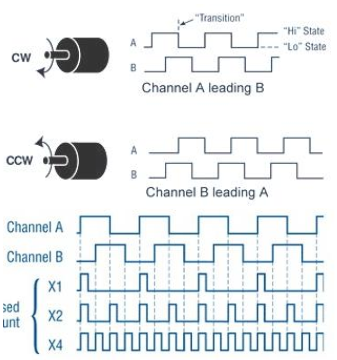 "Transition"
"Hi" State
A
"Lo" State
CW
B
Channel A leading B
A
CCW
B
Channel B leading A
Channel A
Channel B
X1
sed
unt
X2
X4